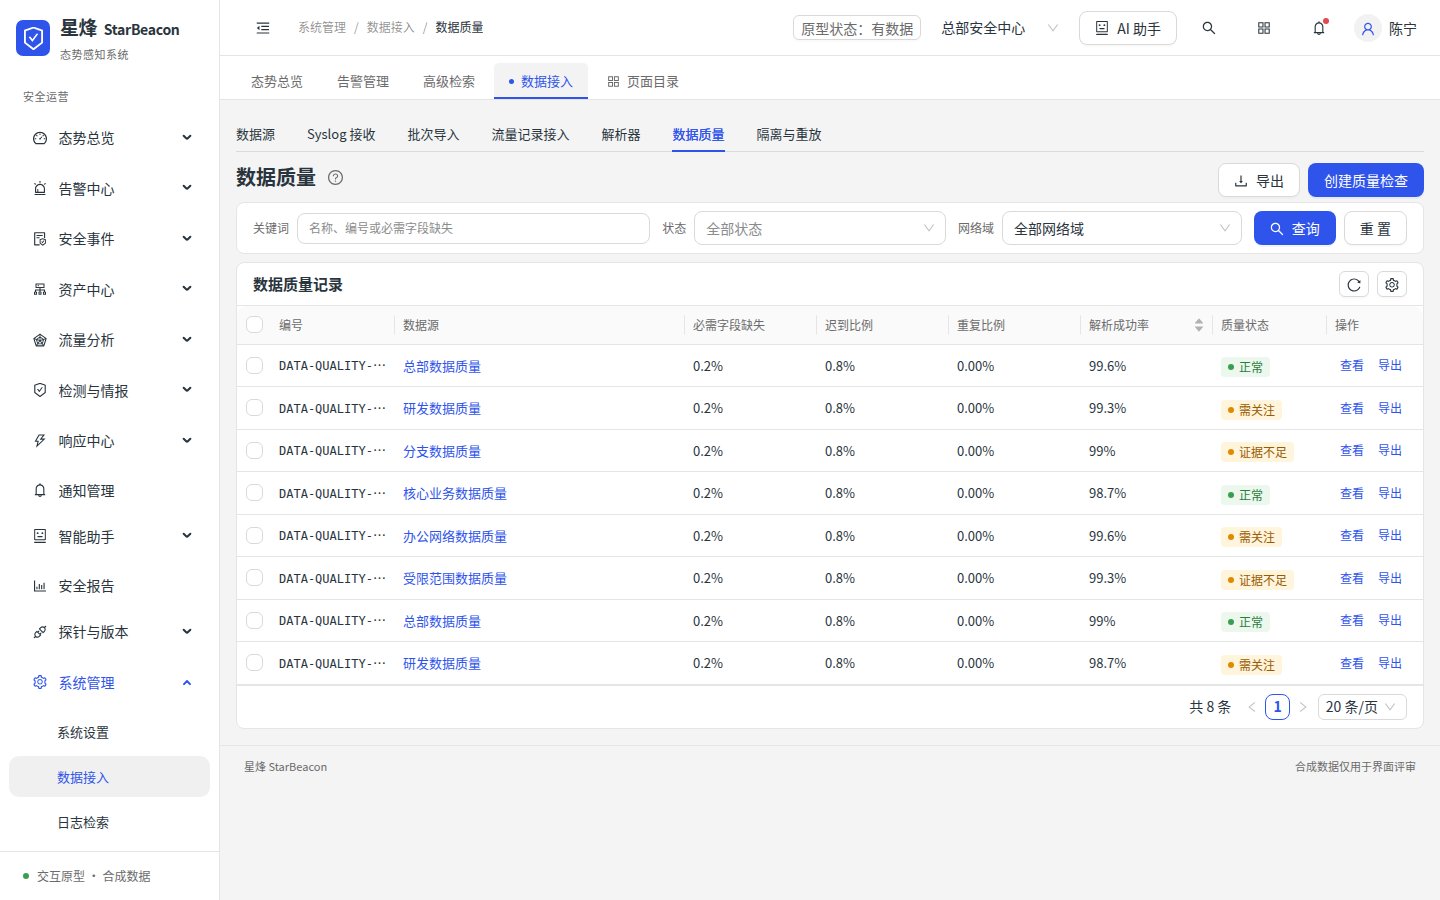 星烽 StarBeacon
态势感知系统
安全运营
态势总览
告警中心
安全事件
资产中心
流量分析
检测与情报
响应中心
通知管理
智能助手
安全报告
探针与版本
系统管理
系统设置
数据接入
日志检索
交互原型 · 合成数据
系统管理 / 数据接入 / 数据质量
原型状态：有数据
总部安全中心
AI 助手
陈宁
态势总览 告警管理 高级检索 数据接入 页面目录
数据源 Syslog 接收 批次导入 流量记录接入 解析器 数据质量 隔离与重放
数据质量
导出 创建质量检查
关键词 名称、编号或必需字段缺失 状态 全部状态 网络域 全部网络域 查询 重 置
数据质量记录
编号 数据源 必需字段缺失 迟到比例 重复比例 解析成功率 质量状态 操作
DATA-QUALITY-··· 总部数据质量 0.2% 0.8% 0.00% 99.6% 正常 查看 导出
DATA-QUALITY-··· 研发数据质量 0.2% 0.8% 0.00% 99.3% 需关注 查看 导出
DATA-QUALITY-··· 分支数据质量 0.2% 0.8% 0.00% 99% 证据不足 查看 导出
DATA-QUALITY-··· 核心业务数据质量 0.2% 0.8% 0.00% 98.7% 正常 查看 导出
DATA-QUALITY-··· 办公网络数据质量 0.2% 0.8% 0.00% 99.6% 需关注 查看 导出
DATA-QUALITY-··· 受限范围数据质量 0.2% 0.8% 0.00% 99.3% 证据不足 查看 导出
DATA-QUALITY-··· 总部数据质量 0.2% 0.8% 0.00% 99% 正常 查看 导出
DATA-QUALITY-··· 研发数据质量 0.2% 0.8% 0.00% 98.7% 需关注 查看 导出
共 8 条 1 20 条/页
星烽 StarBeacon
合成数据仅用于界面评审